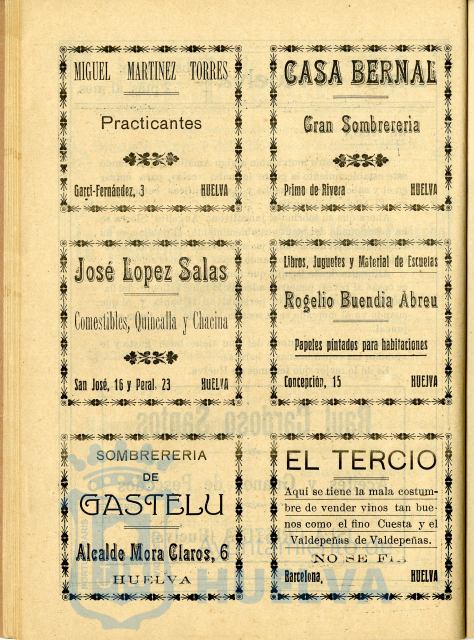 MIGUEL MARTINEZ TORRES
Practicantes
Garci-Fernández, 3 HUELVA
CASA BERNAL
Gran Sombrereria
Primo de Rivera HUELVA
José Lopez Salas
Comestibles, Quincalla y Chacina
San José, 16 y Peral. 23 HUELVA
Libros, Juguetes y Material de Escuelas
Rogelio Buendia Abreu
Papeles pintados para habitaciones
Concepción, 15 HUELVA
SOMBRERERIA
DE
GASTELU
Alcalde Mora Claros, 6
HUELVA
EL TERCIO
Aquí se tiene la mala costum-
bre de vender vinos tan bue-
nos como el fino Cuesta y el
Valdepeñas de Valdepeñas.
NO SE
Barcelona, HUELVA
HUELVA